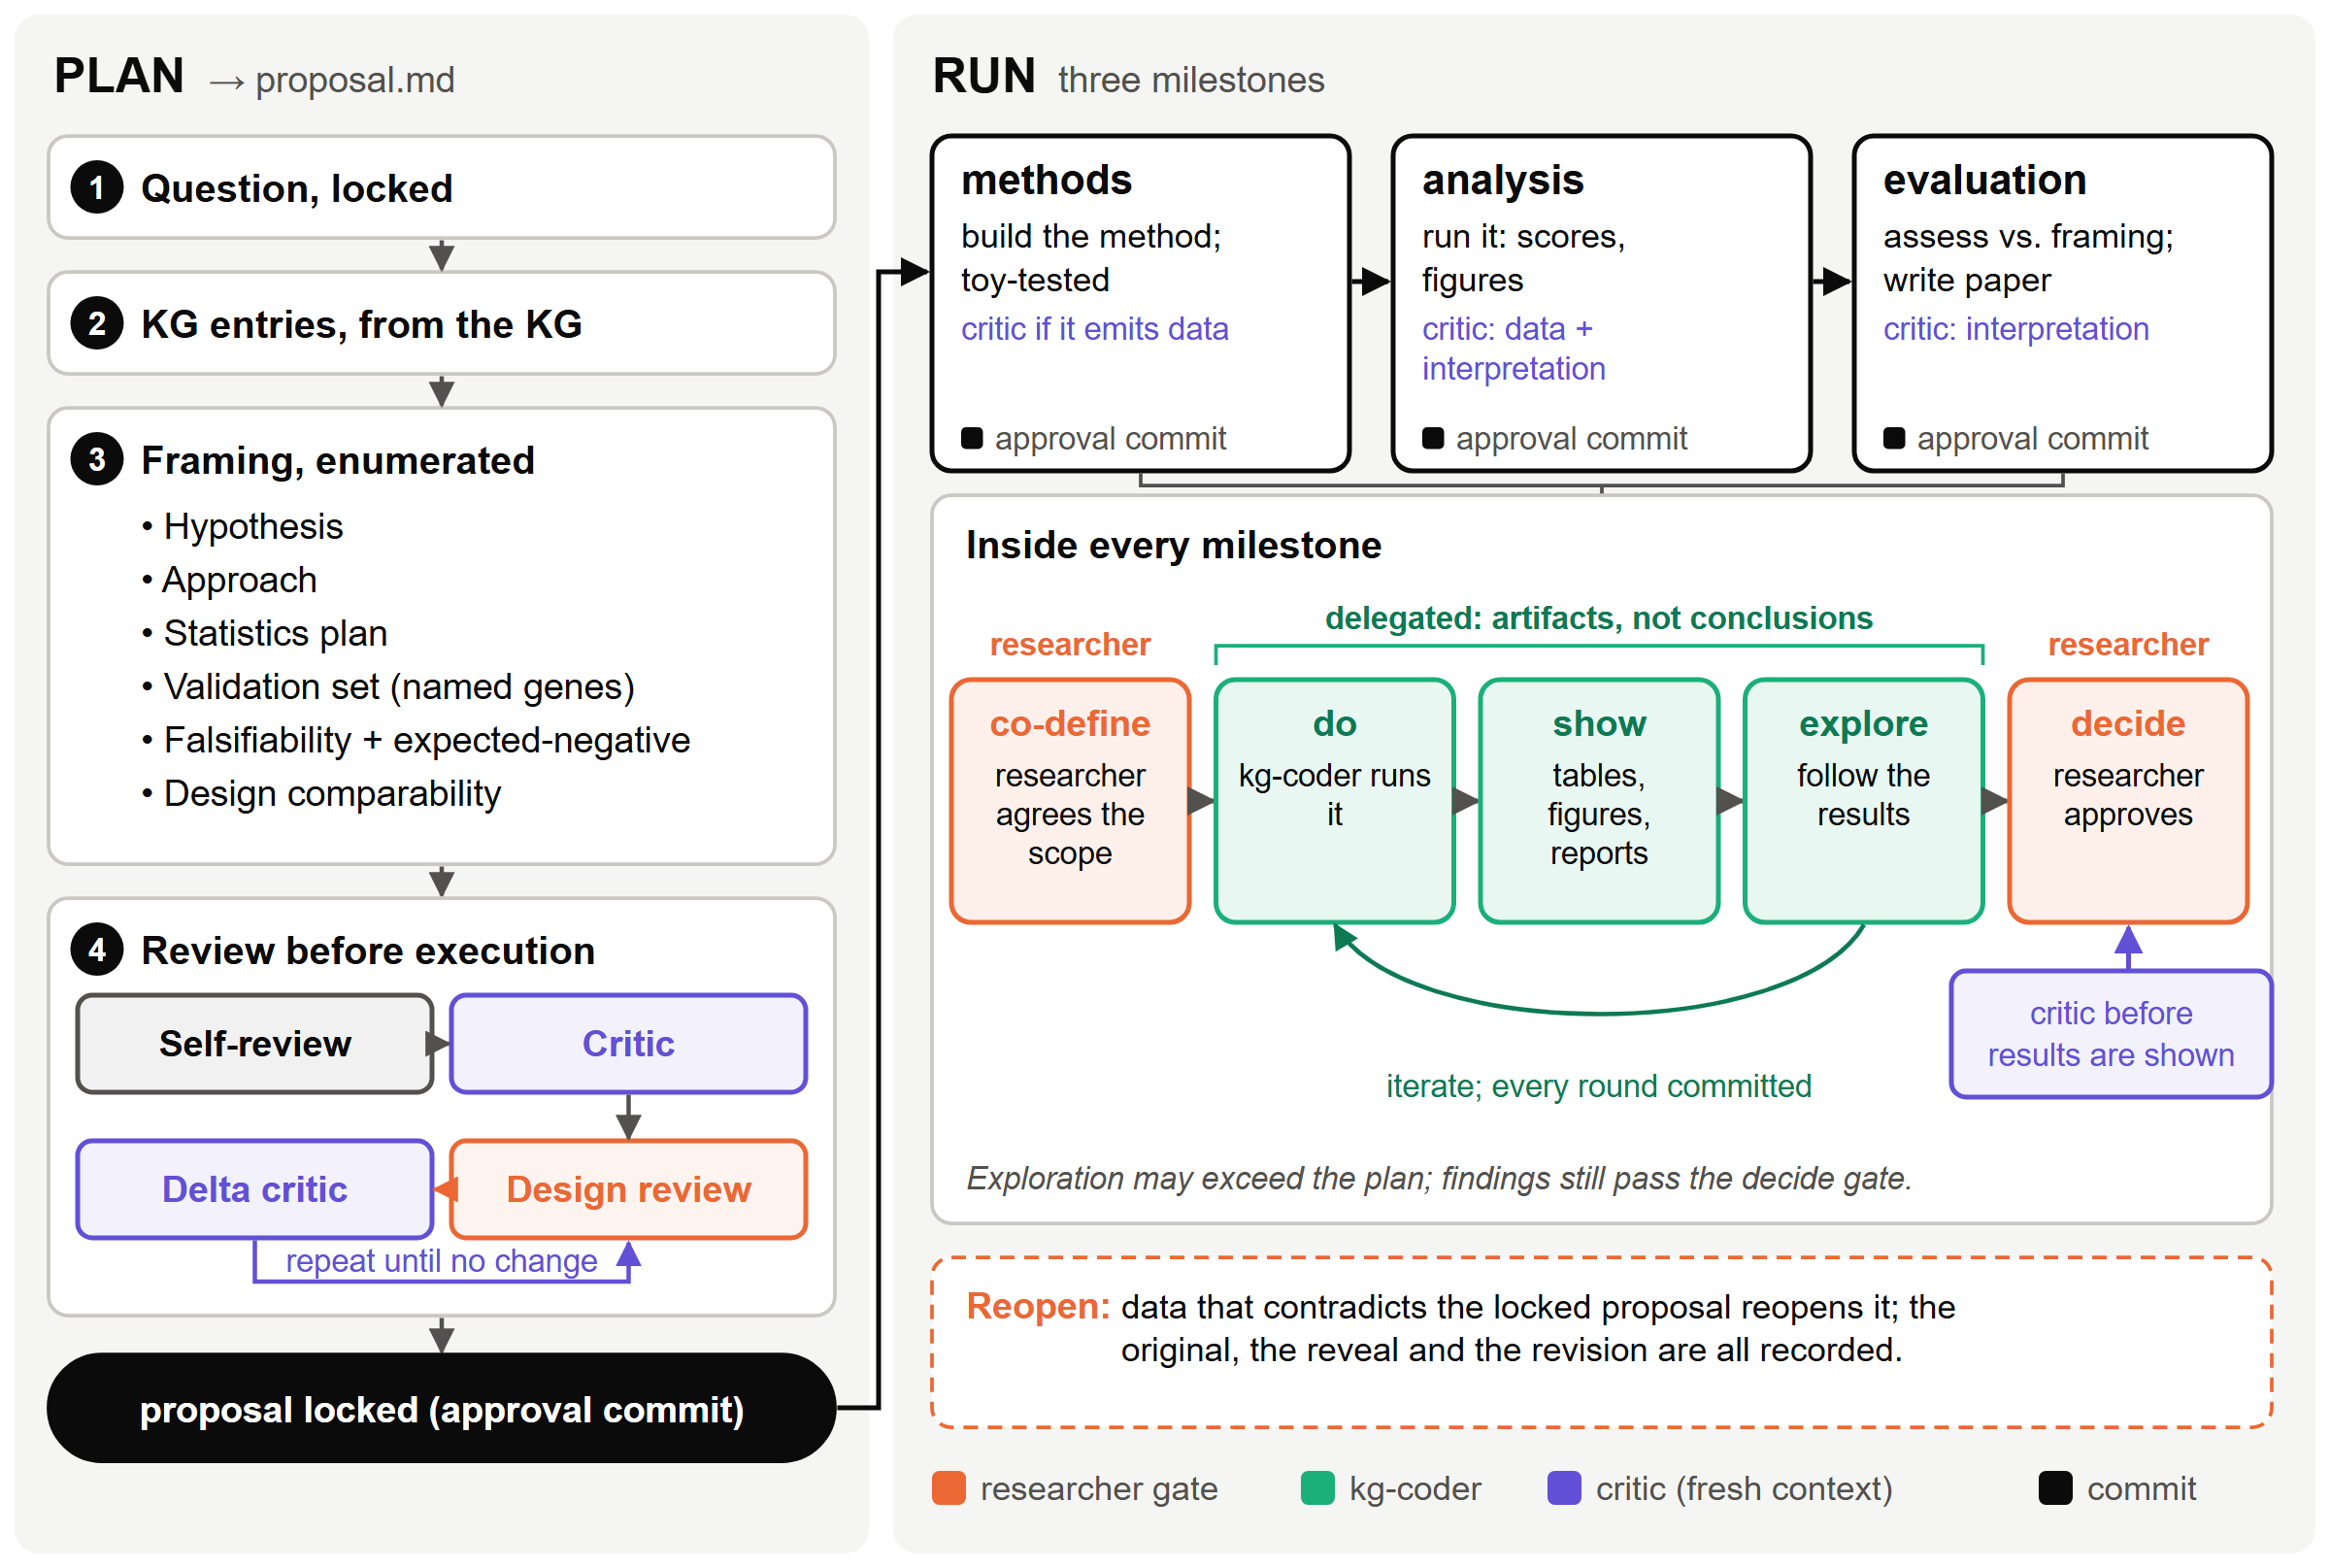 PLAN → proposal.md
1 Question, locked
2 KG entries, from the KG
3 Framing, enumerated
• Hypothesis
• Approach
• Statistics plan
• Validation set (named genes)
• Falsifiability + expected-negative
• Design comparability
4 Review before execution
Self-review
Critic
Delta critic
Design review
repeat until no change
proposal locked (approval commit)
RUN three milestones
methods
build the method;
toy-tested
critic if it emits data
approval commit
analysis
run it: scores,
figures
critic: data +
interpretation
approval commit
evaluation
assess vs. framing;
write paper
critic: interpretation
approval commit
Inside every milestone
delegated: artifacts, not conclusions
researcher
researcher
co-define
researcher
agrees the
scope
do
kg-coder runs
it
show
tables,
figures,
reports
explore
follow the
results
decide
researcher
approves
critic before
results are shown
iterate; every round committed
Exploration may exceed the plan; findings still pass the decide gate.
Reopen: data that contradicts the locked proposal reopens it; the
original, the reveal and the revision are all recorded.
researcher gate
kg-coder
critic (fresh context)
commit